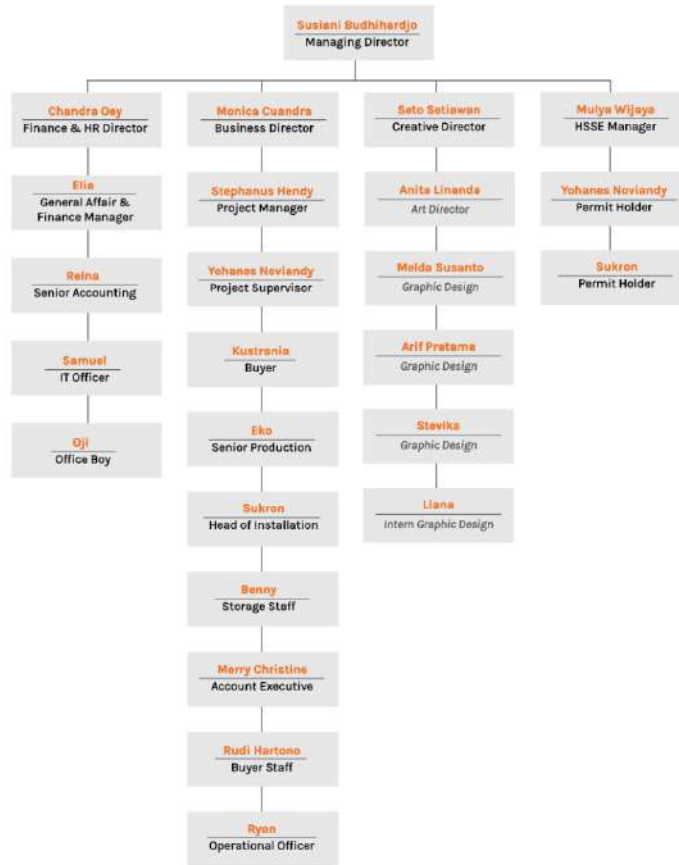 Susiani Budhihardjo
Managing Director
Chandra Oey
Finance & HR Director
Elia
General Affair &
Finance Manager
Reina
Senior Accounting
Samuel
IT Officer
Oji
Office Boy
Monica Cuandra
Business Director
Stephanus Hendy
Project Manager
Yohanes Noviandy
Project Supervisor
Kustrania
Buyer
Eko
Senior Production
Sukron
Head of Installation
Benny
Storage Staff
Merry Christine
Account Executive
Rudi Hartono
Buyer Staff
Ryan
Operational Officer
Seto Setiawan
Creative Director
Anita Linanda
Art Director
Melda Susanto
Graphic Design
Arif Pratama
Graphic Design
Stevika
Graphic Design
Liana
Intern Graphic Design
Mulya Wijaya
HSSE Manager
Yohanes Noviandy
Permit Holder
Sukron
Permit Holder